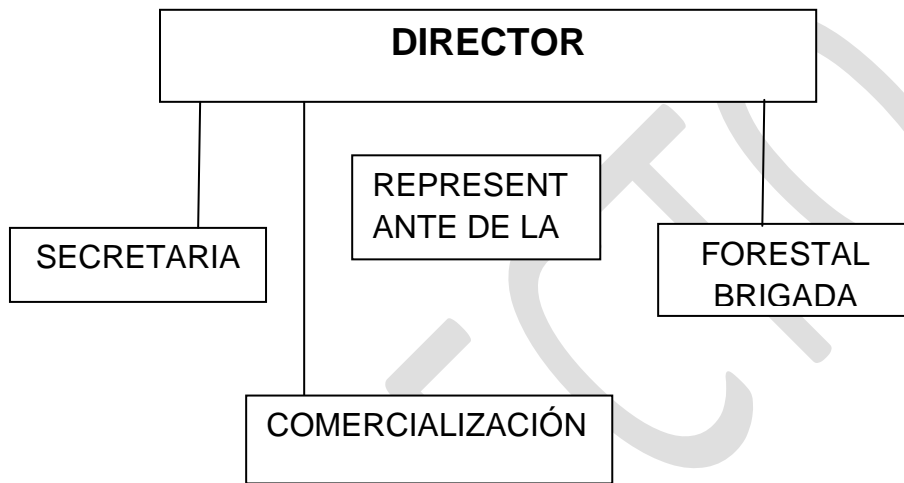 DIRECTOR
REPRESENT
ANTE DE LA
SECRETARIA
FORESTAL
BRIGADA
COMERCIALIZACIÓN